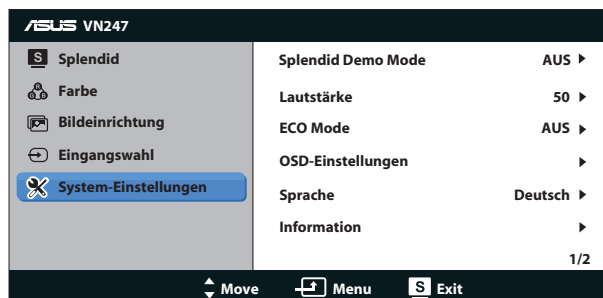 ASUS VN247
S Splendid
Farbe
Bildeinrichtung
Eingangswahl
System-Einstellungen
Splendid Demo Mode AUS
Lautstärke 50
ECO Mode AUS
OSD-Einstellungen
Sprache Deutsch
Information
1/2
Move Menu S Exit